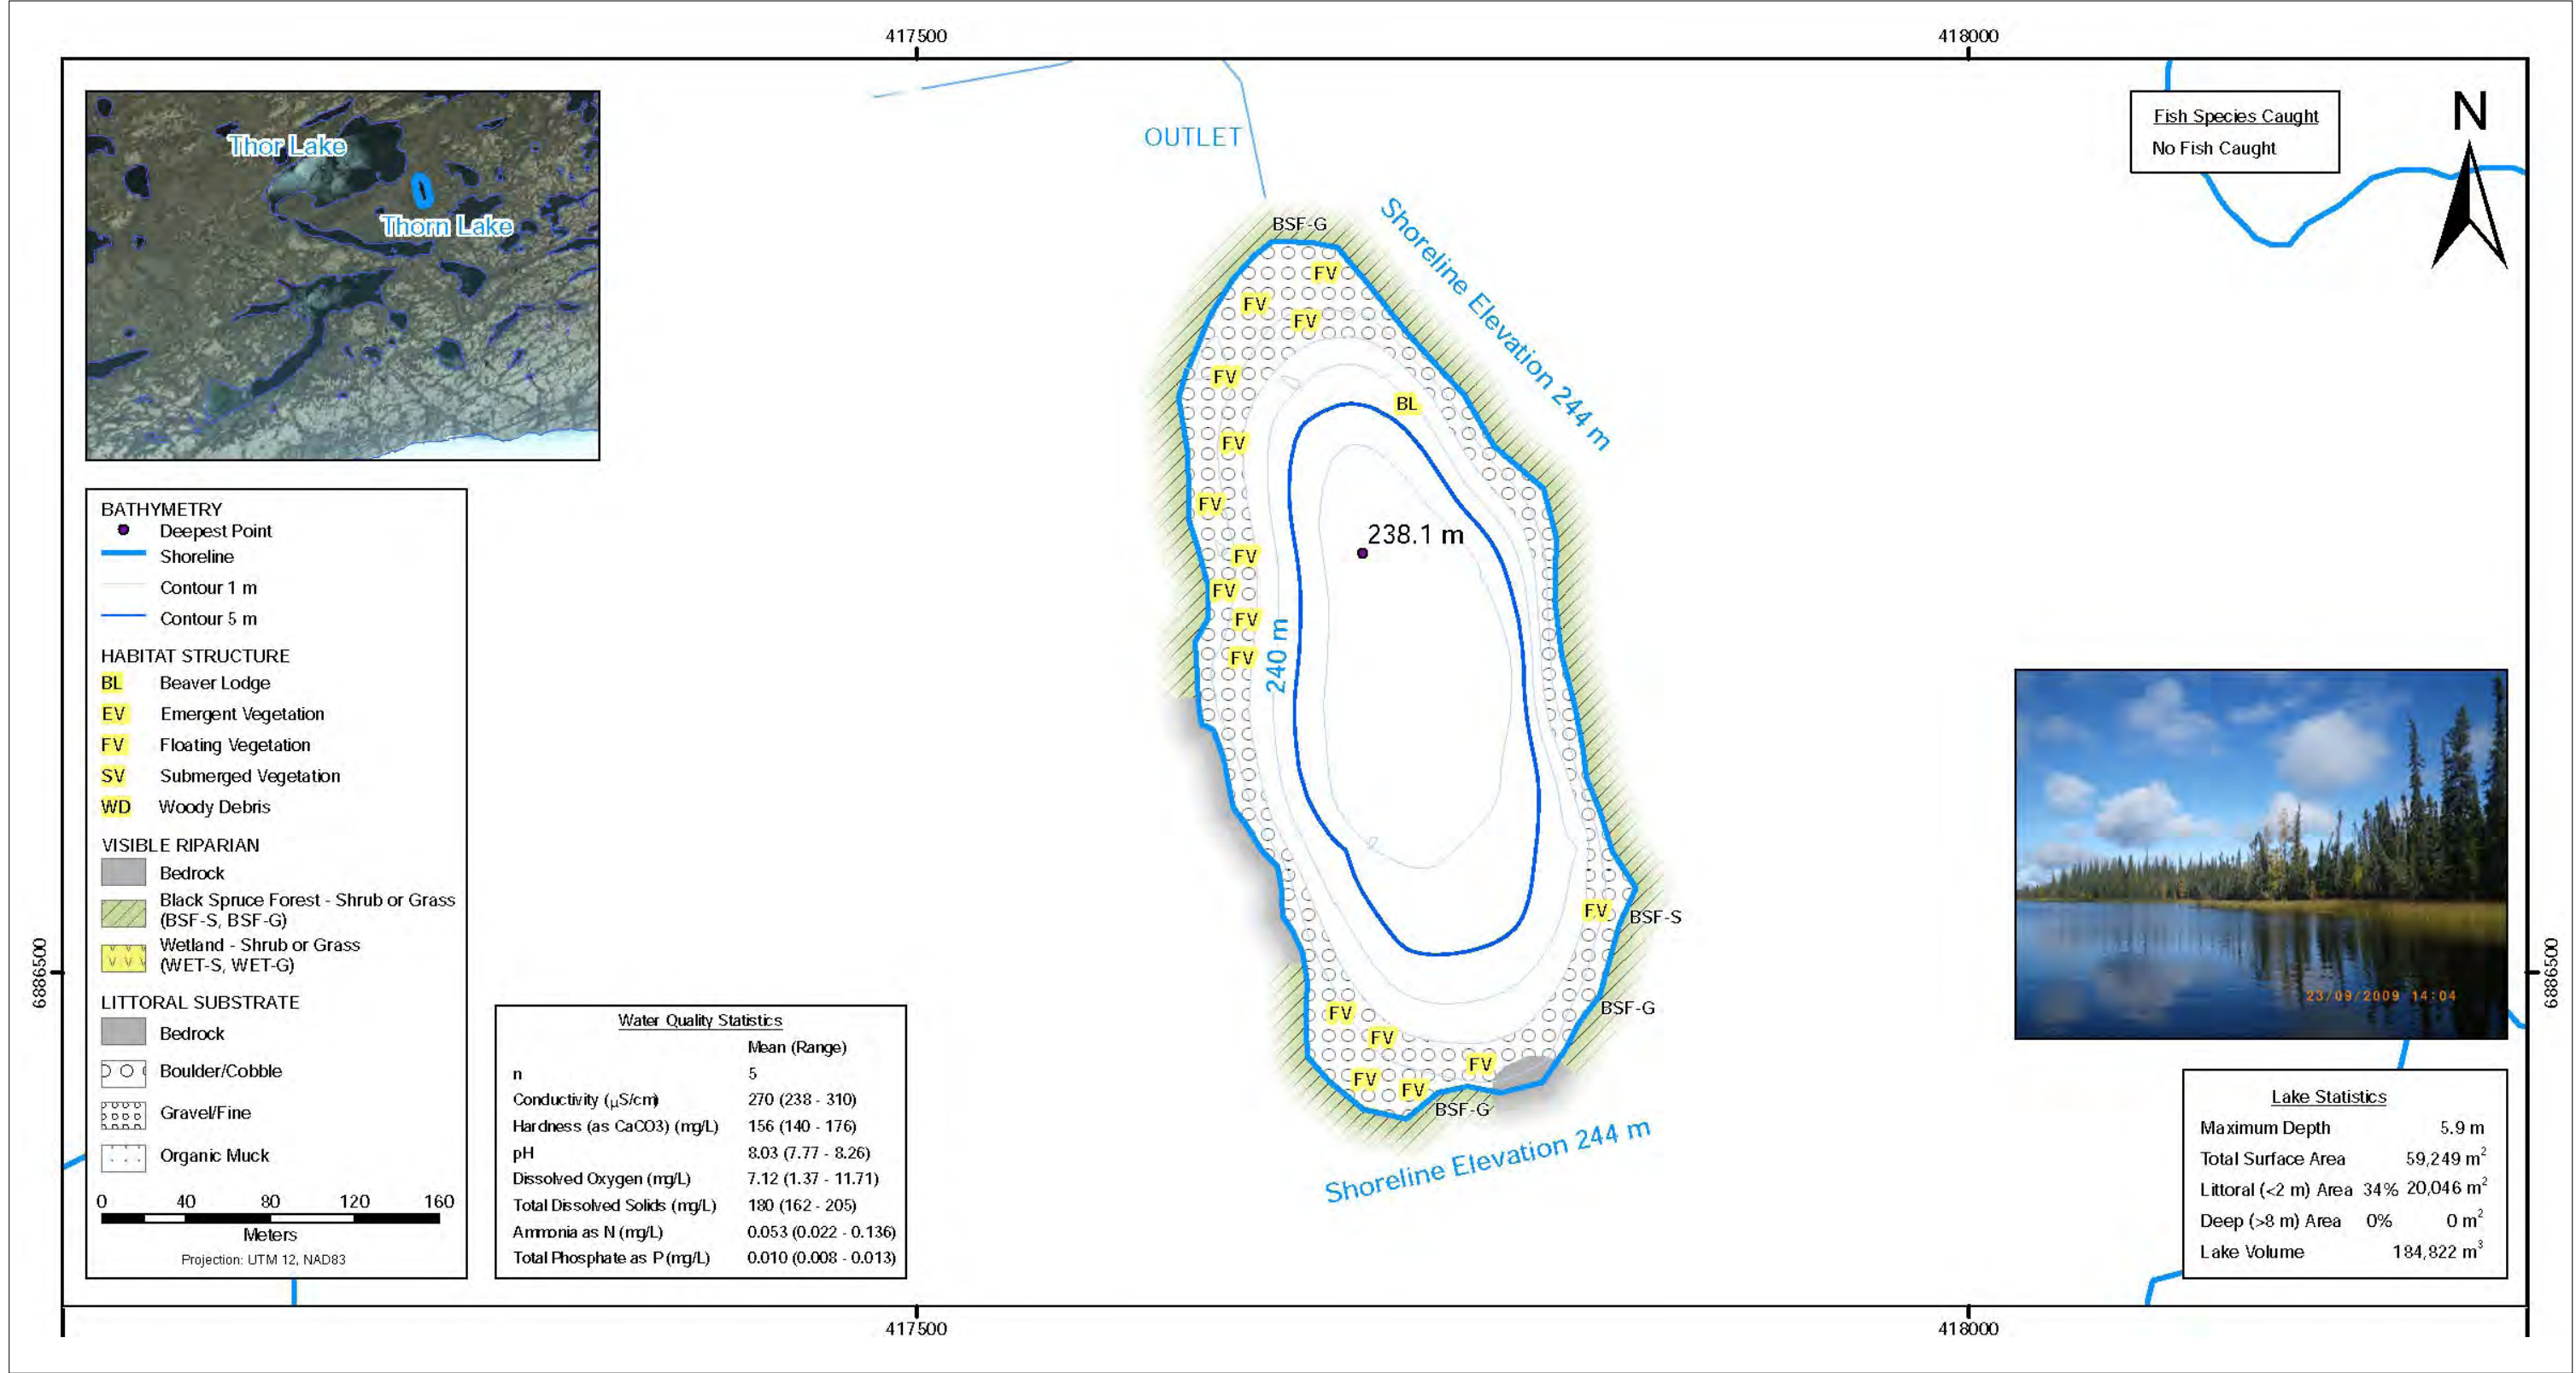 417500
418000
Thor Lake
Thorn Lake
OUTLET
Fish Species Caught
No Fish Caught
N
BSF-G
Shoreline Elevation 244 m
FV
FV
FV
FV
BL
FV
FV
238.1 m
FV
FV
FV
FV
240 m
FV
BSF-S
BSF-G
FV
FV
FV
FV
FV
BSF-G
Shoreline Elevation 244 m
BATHYMETRY
Deepest Point
Shoreline
Contour 1 m
Contour 5 m
HABITAT STRUCTURE
BL Beaver Lodge
EV Emergent Vegetation
FV Floating Vegetation
SV Submerged Vegetation
WD Woody Debris
VISIBLE RIPARIAN
Bedrock
Black Spruce Forest - Shrub or Grass
(BSF-S, BSF-G)
Wetland - Shrub or Grass
(WET-S, WET-G)
LITTORAL SUBSTRATE
Bedrock
Boulder/Cobble
Gravel/Fine
Organic Muck
0 40 80 120 160
Meters
Projection: UTM 12, NAD83
Water Quality Statistics
Mean (Range)
n 5
Conductivity (µS/cm) 270 (238 - 310)
Hardness (as CaCO3) (mg/L) 156 (140 - 176)
pH 8.03 (7.77 - 8.26)
Dissolved Oxygen (mg/L) 7.12 (1.37 - 11.71)
Total Dissolved Solids (mg/L) 180 (162 - 205)
Ammonia as N (mg/L) 0.053 (0.022 - 0.136)
Total Phosphate as P (mg/L) 0.010 (0.008 - 0.013)
23/09/2009 14:04
Lake Statistics
Maximum Depth 5.9 m
Total Surface Area 59,249 m²
Littoral (<2 m) Area 34% 20,046 m²
Deep (>8 m) Area 0% 0 m²
Lake Volume 184,822 m³
6886500
6886500
417500
418000